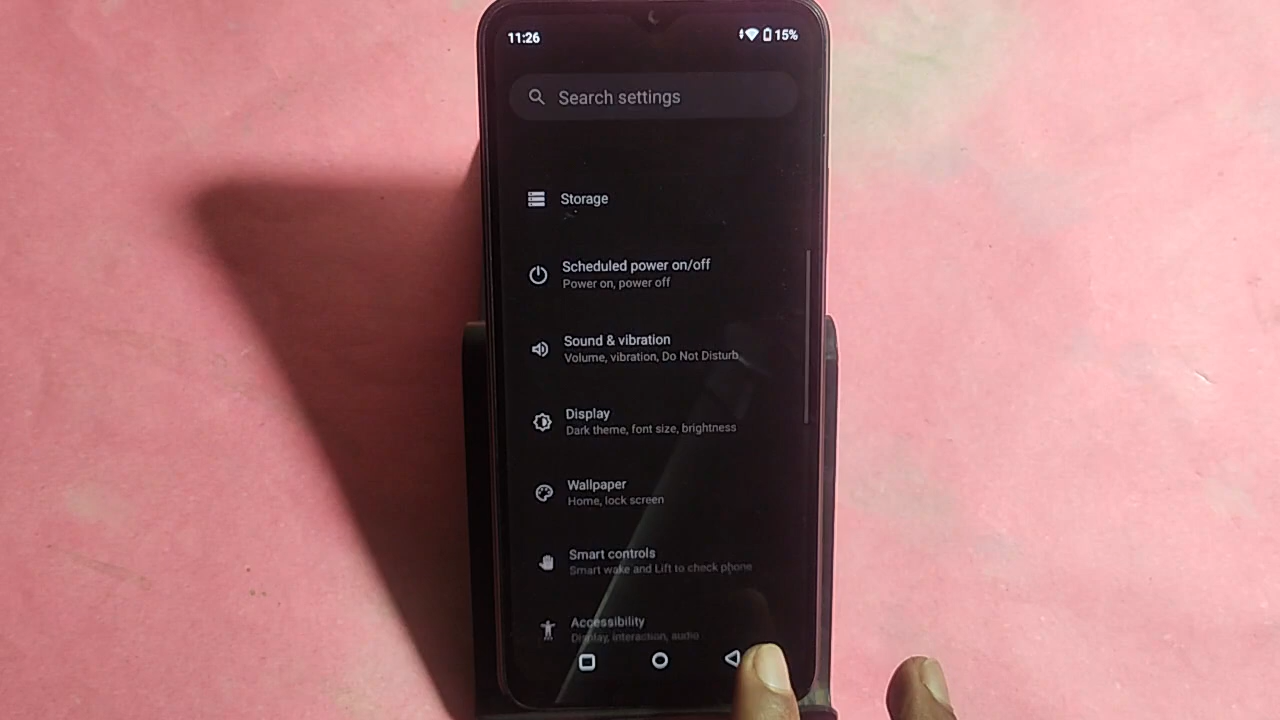 11:26
15%
Search settings
Storage
Scheduled power on/off
Power on, power off
Sound & vibration
Volume, vibration, Do Not Disturb
Display
Dark theme, font size, brightness
Wallpaper
Home, lock screen
Smart controls
Smart wake and Lift to check phone
Accessibility
Display, interaction, audio